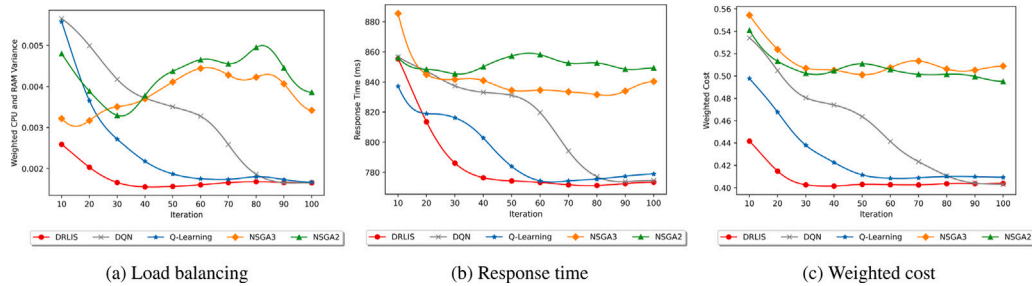 0.005
0.004
0.003
0.002
Weighted CPU and RAM Variance
10 20 30 40 50 60 70 80 90 100
Iteration
DRLIS DQN Q-Learning NSGA3 NSGA2
(a) Load balancing
880
860
840
820
800
780
Response Time (ms)
10 20 30 40 50 60 70 80 90 100
Iteration
DRLIS DQN Q-Learning NSGA3 NSGA2
(b) Response time
0.56
0.54
0.52
0.50
0.48
0.46
0.44
0.42
0.40
Weighted Cost
10 20 30 40 50 60 70 80 90 100
Iteration
DRLIS DQN Q-Learning NSGA3 NSGA2
(c) Weighted cost